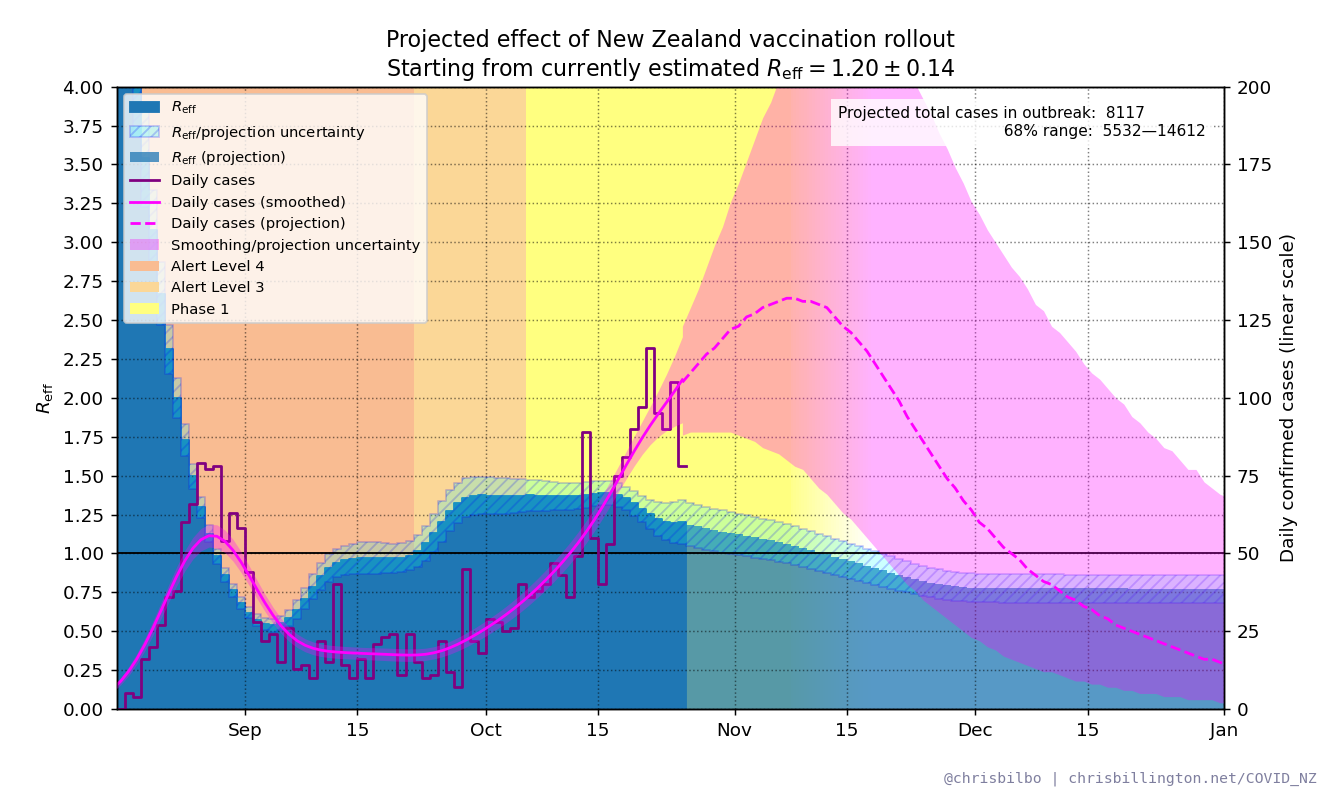 Projected effect of New Zealand vaccination rollout
Starting from currently estimated R_eff = 1.20 ± 0.14
4.00
3.75
3.50
3.25
3.00
2.75
2.50
2.25
2.00
1.75
1.50
1.25
1.00
0.75
0.50
0.25
0.00
R_eff
R_eff
R_eff/projection uncertainty
R_eff (projection)
Daily cases
Daily cases (smoothed)
Daily cases (projection)
Smoothing/projection uncertainty
Alert Level 4
Alert Level 3
Phase 1
Projected total cases in outbreak: 8117
68% range: 5532—14612
200
175
150
125
100
75
50
25
0
Daily confirmed cases (linear scale)
Sep 15 Oct 15 Nov 15 Dec 15 Jan
@chrisbilbo | chrisbillington.net/COVID_NZ